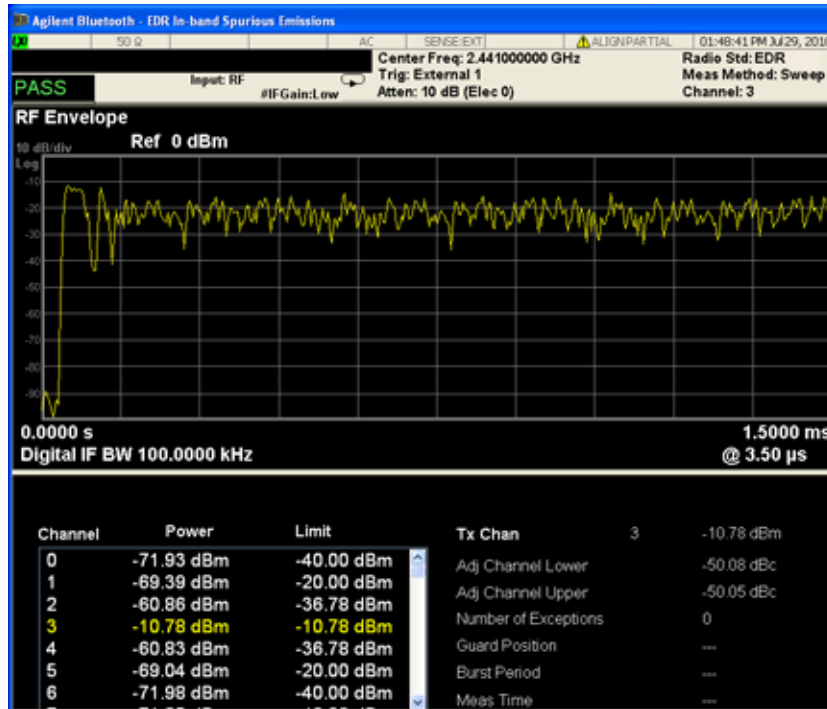 Agilent Bluetooth - EDR In-band Spurious Emissions
50 Ω AC SENSE:EXT ALIGNPARTIAL 01:48:41 PM Jul 29, 201
Center Freq: 2.441000000 GHz Radio Std: EDR
Input: RF Trig: External 1 Meas Method: Sweep
PASS #IFGain:Low Atten: 10 dB (Elec 0) Channel: 3
RF Envelope
10 dB/div Ref 0 dBm
Log
-10
-20
-30
-40
-50
-60
-70
-80
-90
0.0000 s 1.5000 ms
Digital IF BW 100.0000 kHz @ 3.50 µs
Channel Power Limit Tx Chan 3 -10.78 dBm
0 -71.93 dBm -40.00 dBm Adj Channel Lower -50.08 dBc
1 -69.39 dBm -20.00 dBm Adj Channel Upper -50.05 dBc
2 -60.86 dBm -36.78 dBm Number of Exceptions 0
3 -10.78 dBm -10.78 dBm
4 -60.83 dBm -36.78 dBm Guard Position ---
5 -69.04 dBm -20.00 dBm Burst Period ---
6 -71.98 dBm -40.00 dBm Meas Time ---